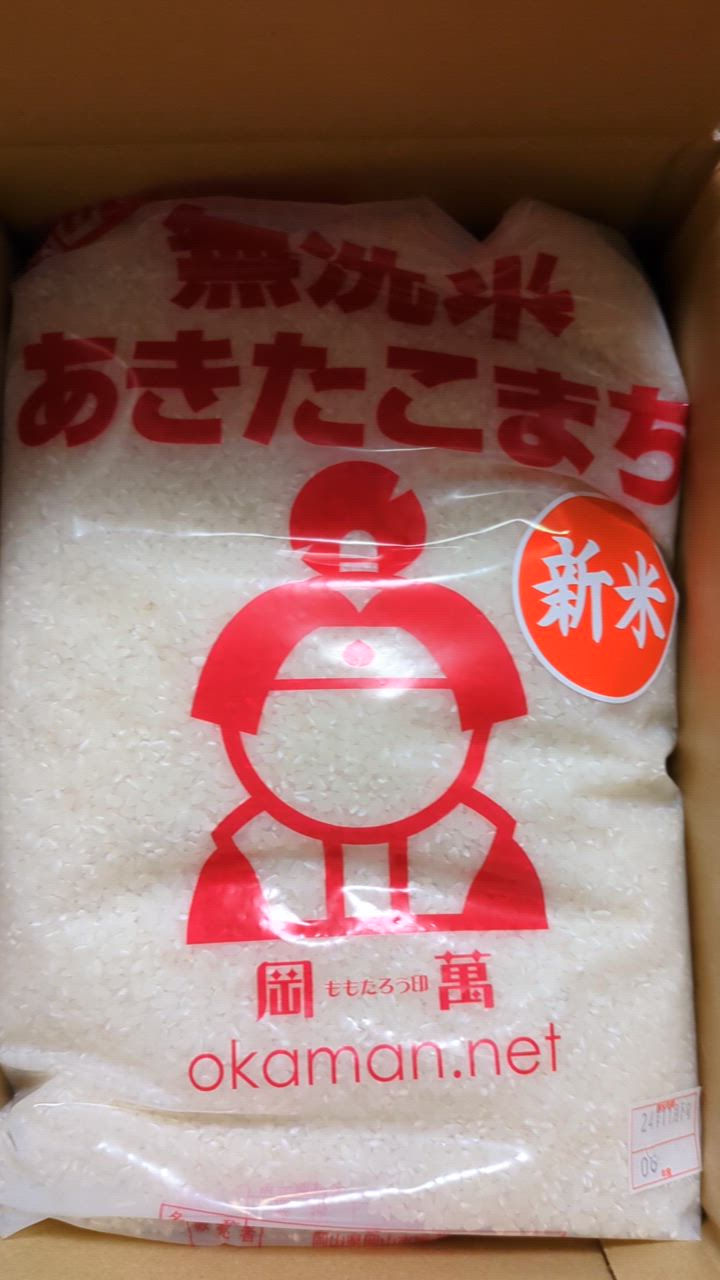 無洗米
あきたこまち
新米
岡 ももたろう印 萬
okaman.net